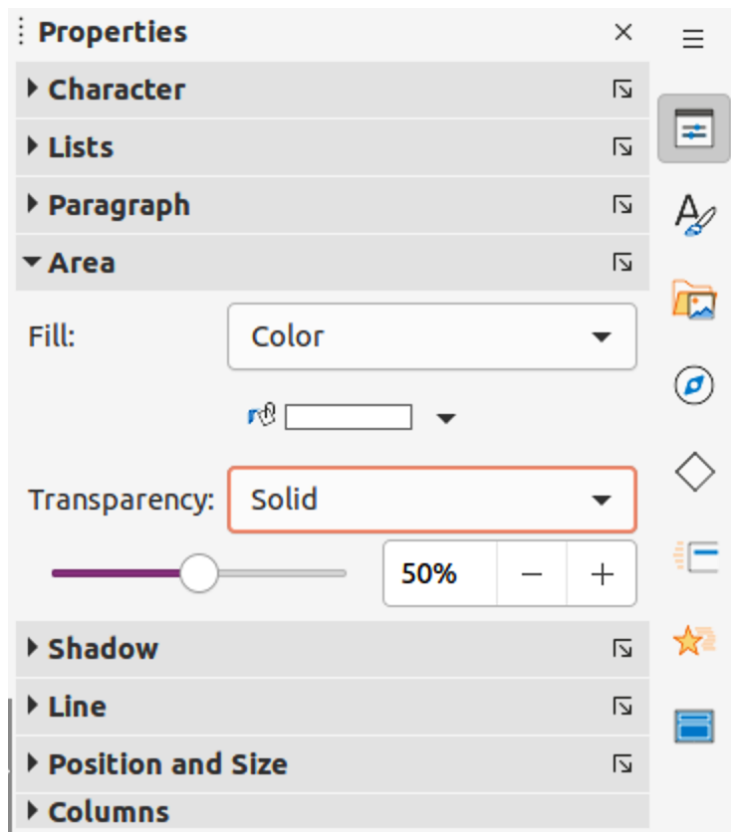 Properties
Character
Lists
Paragraph
Area
Fill: Color
Transparency: Solid
50%
Shadow
Line
Position and Size
Columns